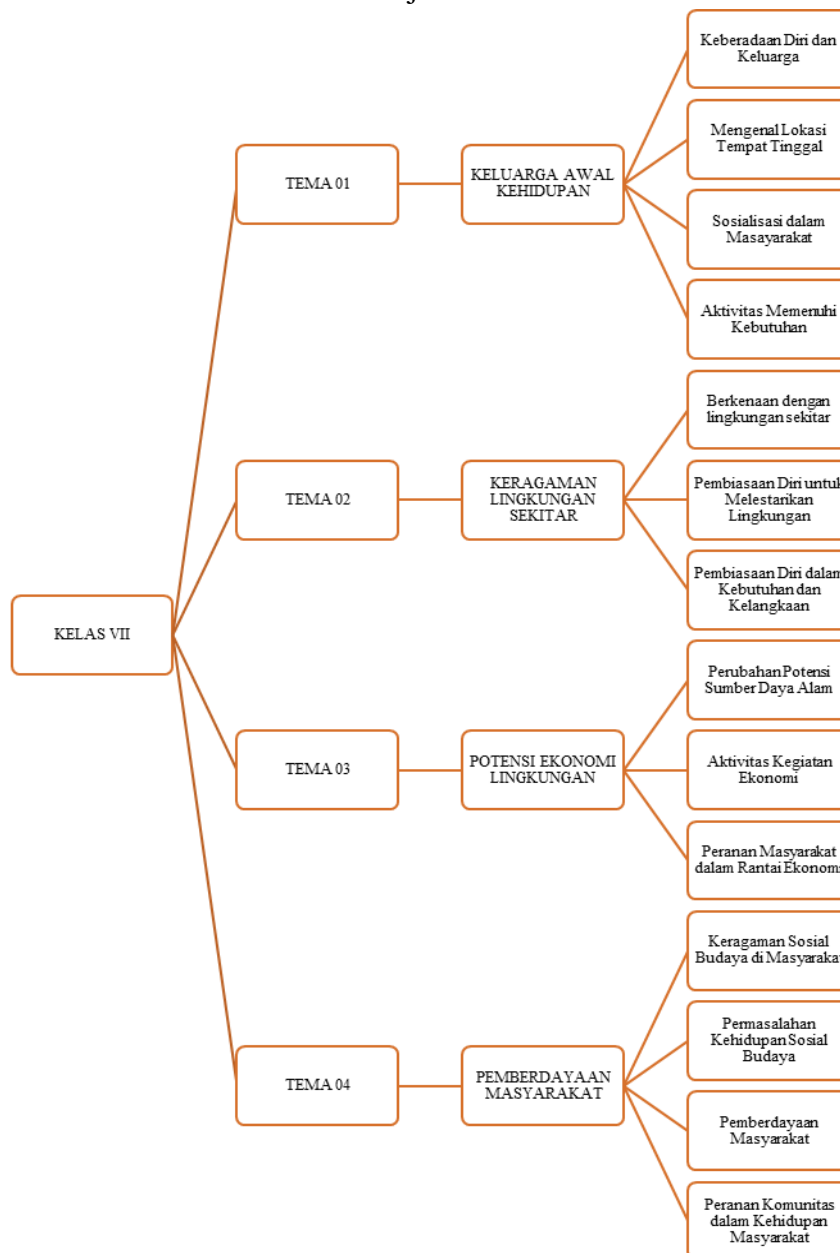 KELAS VII
TEMA 01
KELUARGA AWAL
KEHIDUPAN
Keberadaan Diri dan
Keluarga
Mengenal Lokasi
Tempat Tinggal
Sosialisasi dalam
Masayarakat
Aktivitas Memenuhi
Kebutuhan
TEMA 02
KERAGAMAN
LINGKUNGAN
SEKITAR
Berkenaan dengan
lingkungan sekitar
Pembiasaan Diri untuk
Melestarikan
Lingkungan
Pembiasaan Diri dalam
Kebutuhan dan
Kelangkaan
TEMA 03
POTENSI EKONOMI
LINGKUNGAN
Perubahan Potensi
Sumber Daya Alam
Aktivitas Kegiatan
Ekonomi
Peranan Masyarakat
dalam Rantai Ekonomi
TEMA 04
PEMBERDAYAAN
MASYARAKAT
Keragaman Sosial
Budaya di Masyarakat
Permasalahan
Kehidupan Sosial
Budaya
Pemberdayaan
Masyarakat
Peranan Komunitas
dalam Kehidupan
Masyarakat